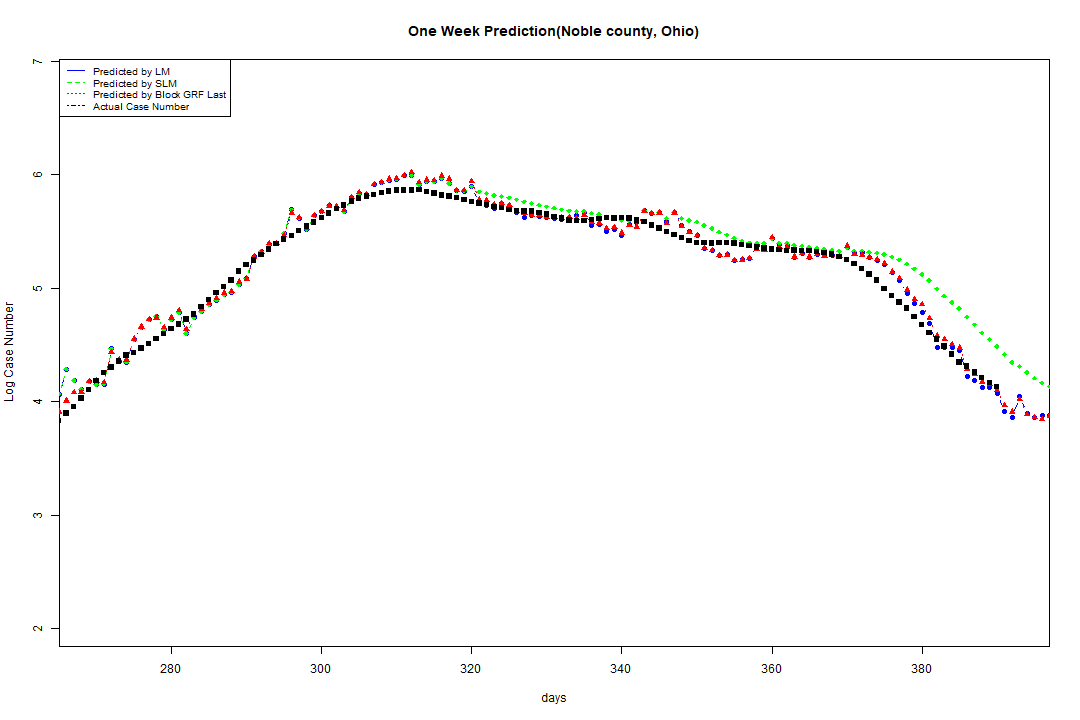 One Week Prediction(Noble county, Ohio)
Predicted by LM
Predicted by SLM
Predicted by Block GRF Last
Actual Case Number
Log Case Number
7
6
5
4
3
2
280 300 320 340 360 380
days